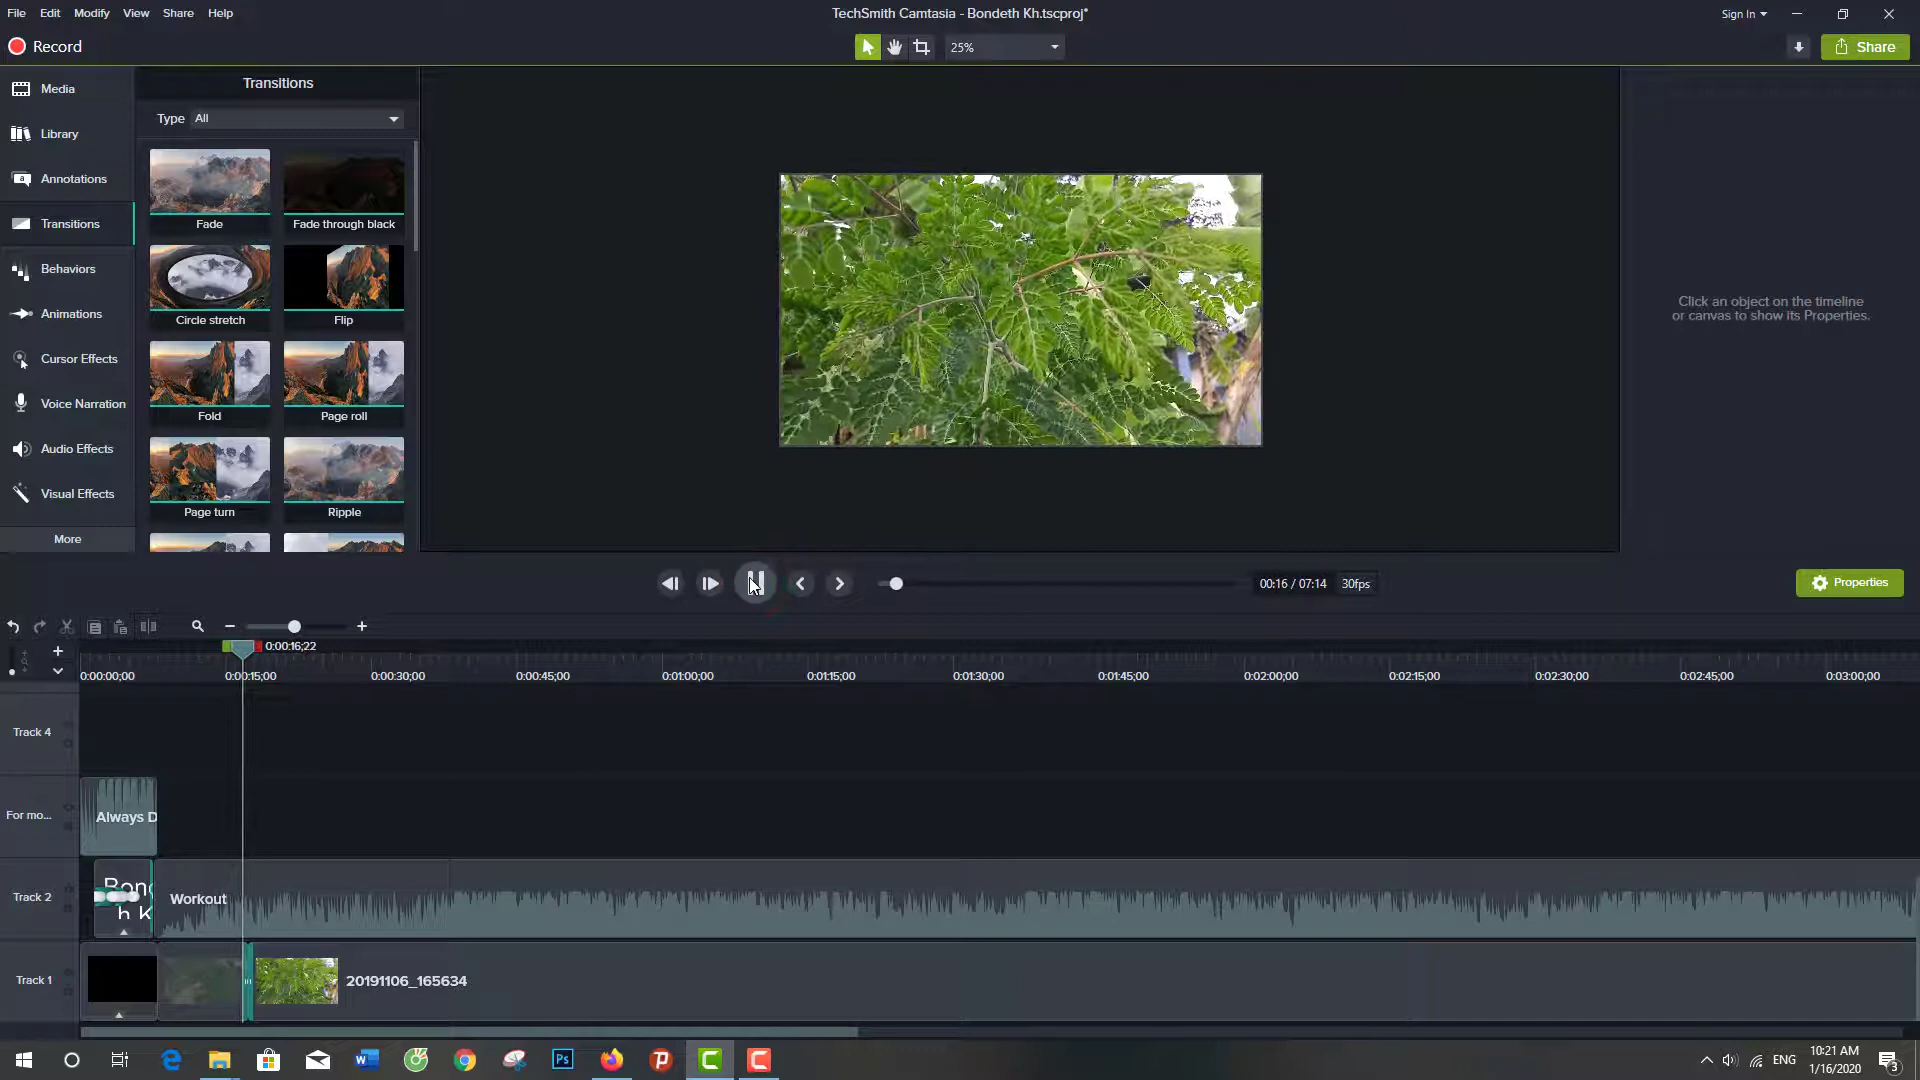 File Edit Modify View Share Help
TechSmith Camtasia - Bondeth Kh.tscproj*
Sign In
Record
25%
Share
Media
Library
Annotations
Transitions
Behaviors
Animations
Cursor Effects
Voice Narration
Audio Effects
Visual Effects
More
Transitions
Type All
Fade
Fade through black
Circle stretch
Flip
Fold
Page roll
Page turn
Ripple
Click an object on the timeline
or canvas to show its Properties.
00:16 / 07:14 30fps
Properties
0:00:16;22
0:00:00;00 0:00:15;00 0:00:30;00 0:00:45;00 0:01:00;00 0:01:15;00 0:01:30;00 0:01:45;00 0:02:00;00 0:02:15;00 0:02:30;00 0:02:45;00 0:03:00;00
Track 4
For mo...
Always D
Track 2
Bond
h K
Workout
Track 1
20191106_165634
Ps
ENG
10:21 AM
1/16/2020
3